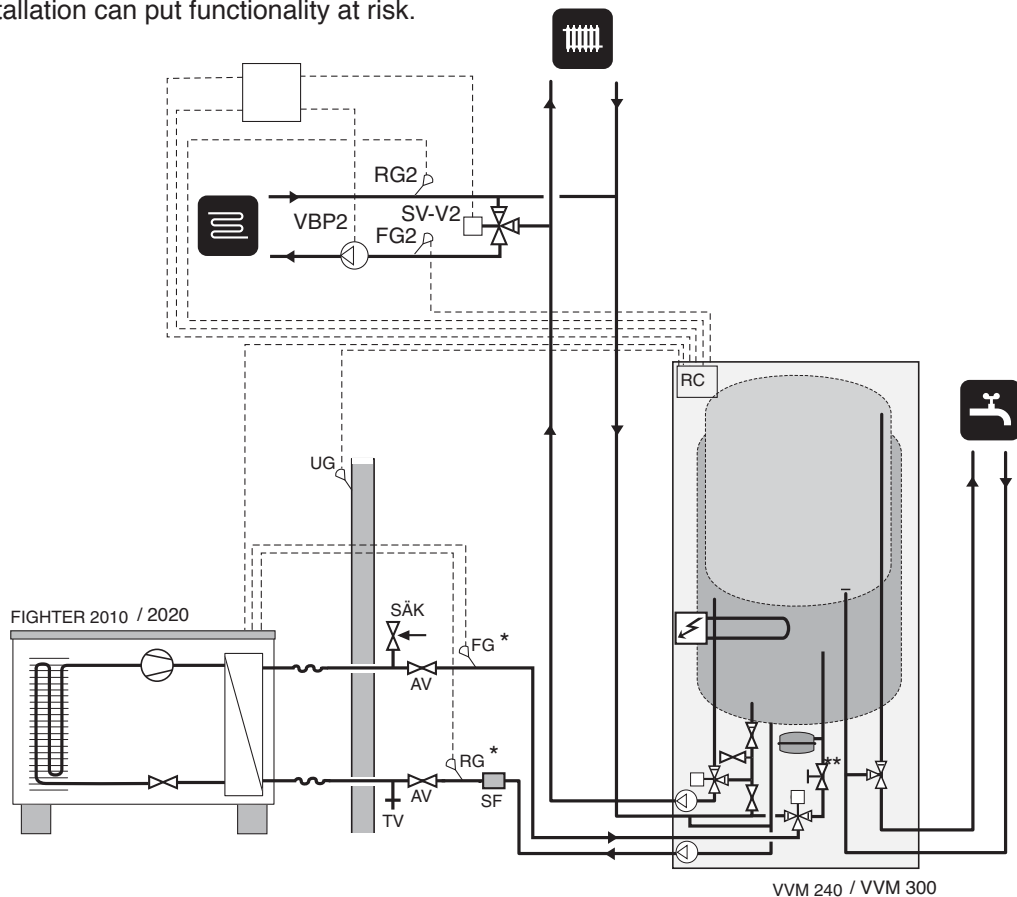 tallation can put functionality at risk.
RG2
SV-V2
VBP2
FG2
RC
UG
FIGHTER 2010 / 2020
SÄK
FG *
AV
RG *
**
AV
SF
TV
VVM 240 / VVM 300